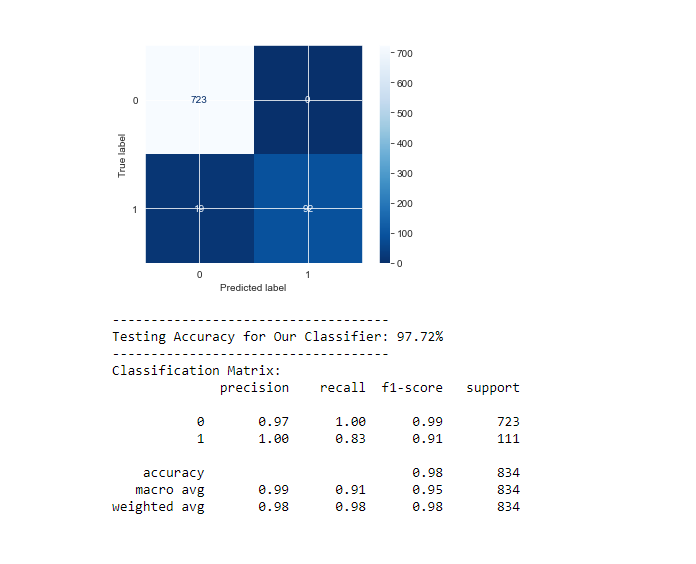 700
600
500
400
300
200
100
0
True label
0
1
723
0
19
92
0
1
Predicted label
-----------------------------------
Testing Accuracy for Our Classifier: 97.72%
-----------------------------------
Classification Matrix:
precision recall f1-score support
0 0.97 1.00 0.99 723
1 1.00 0.83 0.91 111
accuracy 0.98 834
macro avg 0.99 0.91 0.95 834
weighted avg 0.98 0.98 0.98 834